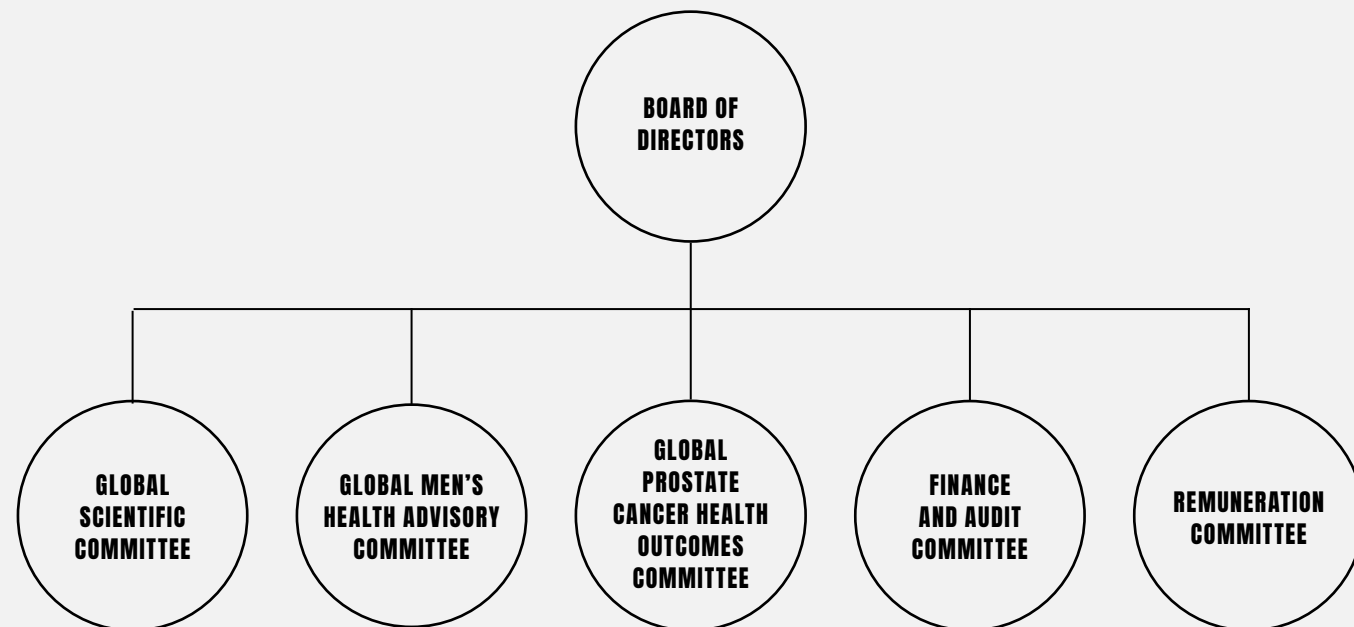 BOARD OF
DIRECTORS
GLOBAL
SCIENTIFIC
COMMITTEE
GLOBAL MEN’S
HEALTH ADVISORY
COMMITTEE
GLOBAL
PROSTATE
CANCER HEALTH
OUTCOMES
COMMITTEE
FINANCE
AND AUDIT
COMMITTEE
REMUNERATION
COMMITTEE